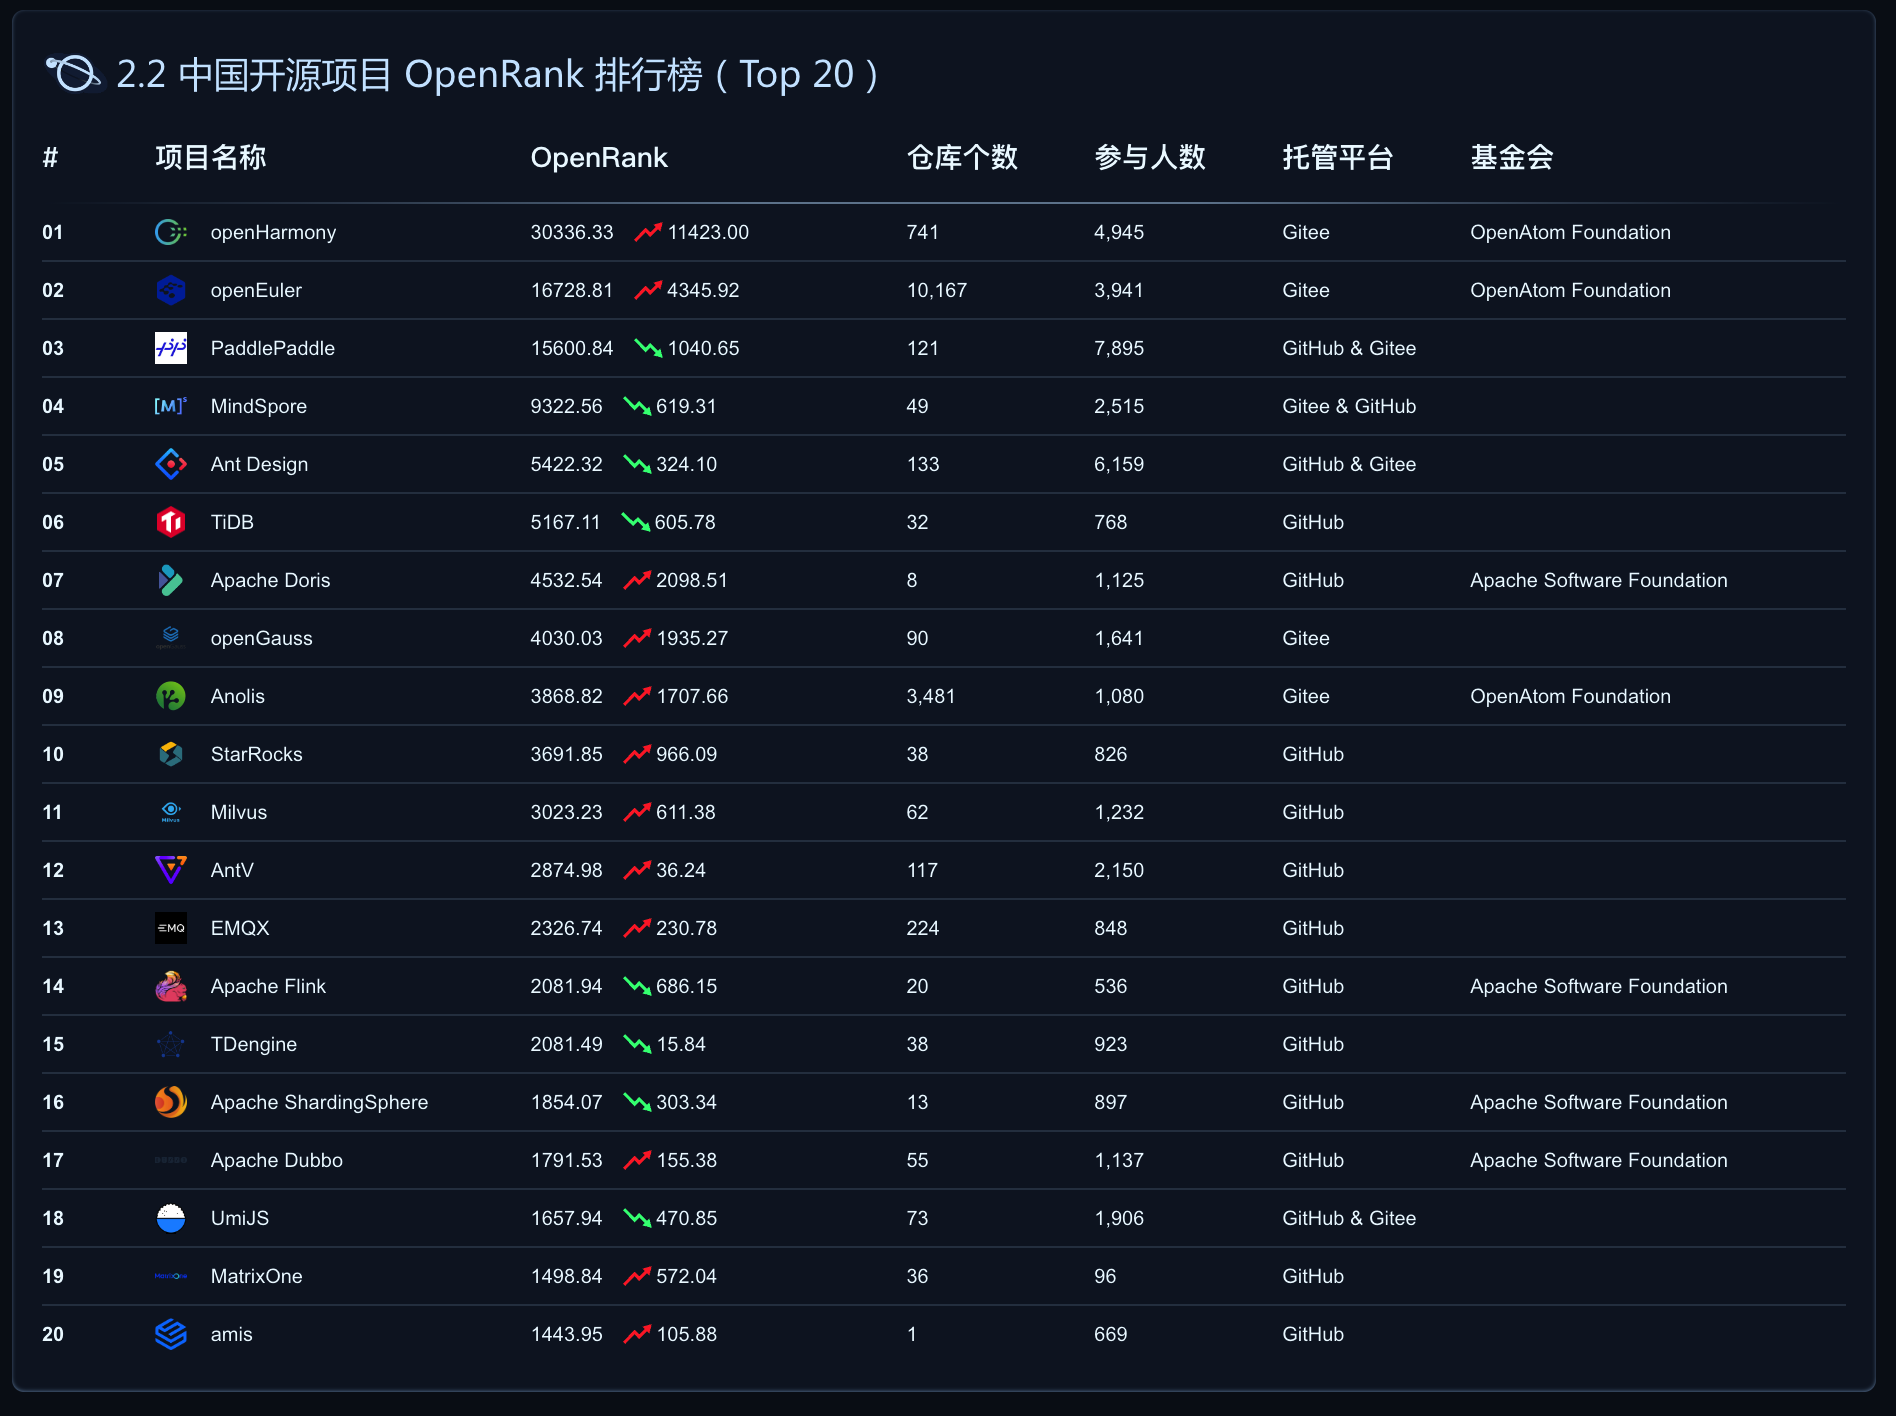 2.2 中国开源项目 OpenRank 排行榜（Top 20）
# 项目名称 OpenRank 仓库个数 参与人数 托管平台 基金会
01 openHarmony 30336.33 11423.00 741 4,945 Gitee OpenAtom Foundation
02 openEuler 16728.81 4345.92 10,167 3,941 Gitee OpenAtom Foundation
03 PaddlePaddle 15600.84 1040.65 121 7,895 GitHub & Gitee
04 [M]s MindSpore 9322.56 619.31 49 2,515 Gitee & GitHub
05 Ant Design 5422.32 324.10 133 6,159 GitHub & Gitee
06 Ti TiDB 5167.11 605.78 32 768 GitHub
07 Apache Doris 4532.54 2098.51 8 1,125 GitHub Apache Software Foundation
08 openGauss 4030.03 1935.27 90 1,641 Gitee
09 Anolis 3868.82 1707.66 3,481 1,080 Gitee OpenAtom Foundation
10 StarRocks 3691.85 966.09 38 826 GitHub
11 Milvus Milvus 3023.23 611.38 62 1,232 GitHub
12 AntV 2874.98 36.24 117 2,150 GitHub
13 EMQ EMQX 2326.74 230.78 224 848 GitHub
14 Apache Flink 2081.94 686.15 20 536 GitHub Apache Software Foundation
15 TDengine 2081.49 15.84 38 923 GitHub
16 Apache ShardingSphere 1854.07 303.34 13 897 GitHub Apache Software Foundation
17 Apache Dubbo 1791.53 155.38 55 1,137 GitHub Apache Software Foundation
18 UmiJS 1657.94 470.85 73 1,906 GitHub & Gitee
19 MatrixOne 1498.84 572.04 36 96 GitHub
20 amis 1443.95 105.88 1 669 GitHub